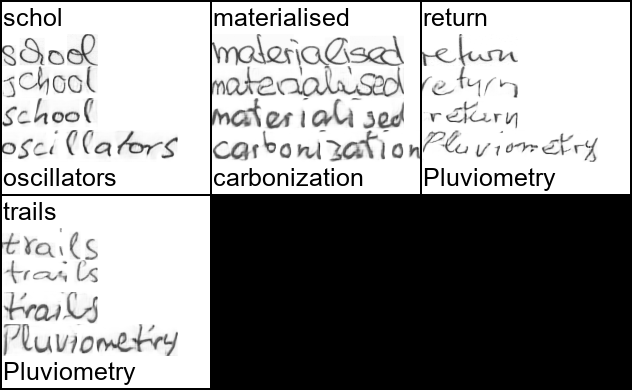 schol
school
school
school
oscillators
oscillators
materialised
materialised
materialised
materialised
carbonization
carbonization
return
return
return
return
Pluviometry
Pluviometry
trails
trails
trails
trails
Pluviometry
Pluviometry